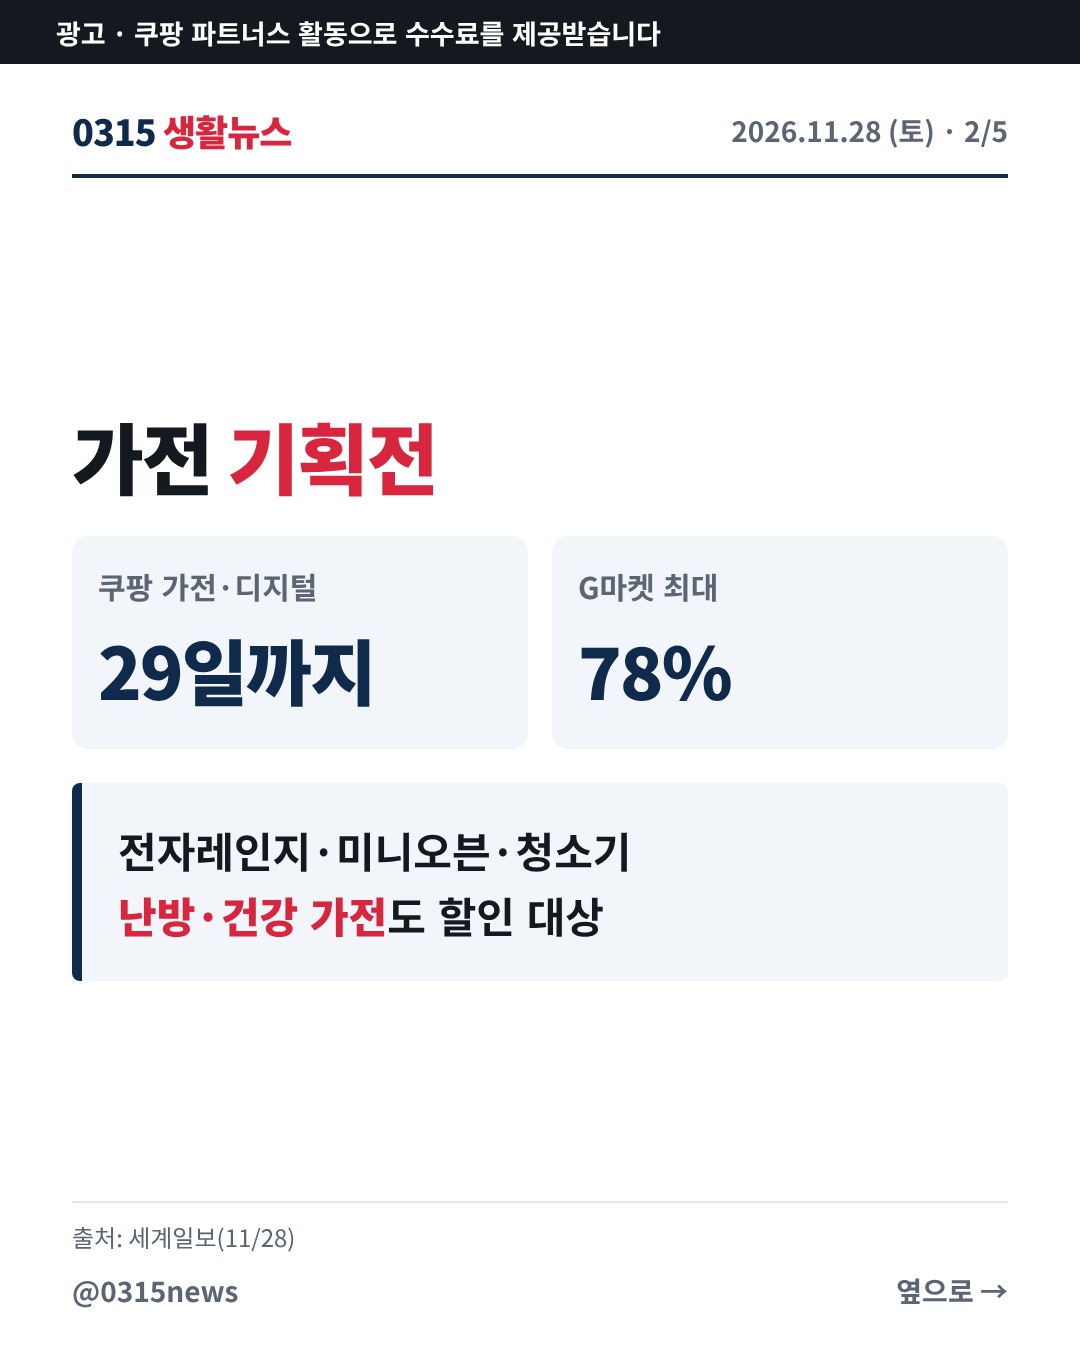 광고 · 쿠팡 파트너스 활동으로 수수료를 제공받습니다
0315 생활뉴스
2026.11.28 (토) · 2/5
가전 기획전
쿠팡 가전·디지털
29일까지
G마켓 최대
78%
전자레인지·미니오븐·청소기
난방·건강 가전도 할인 대상
출처: 세계일보(11/28)
@0315news
옆으로 →